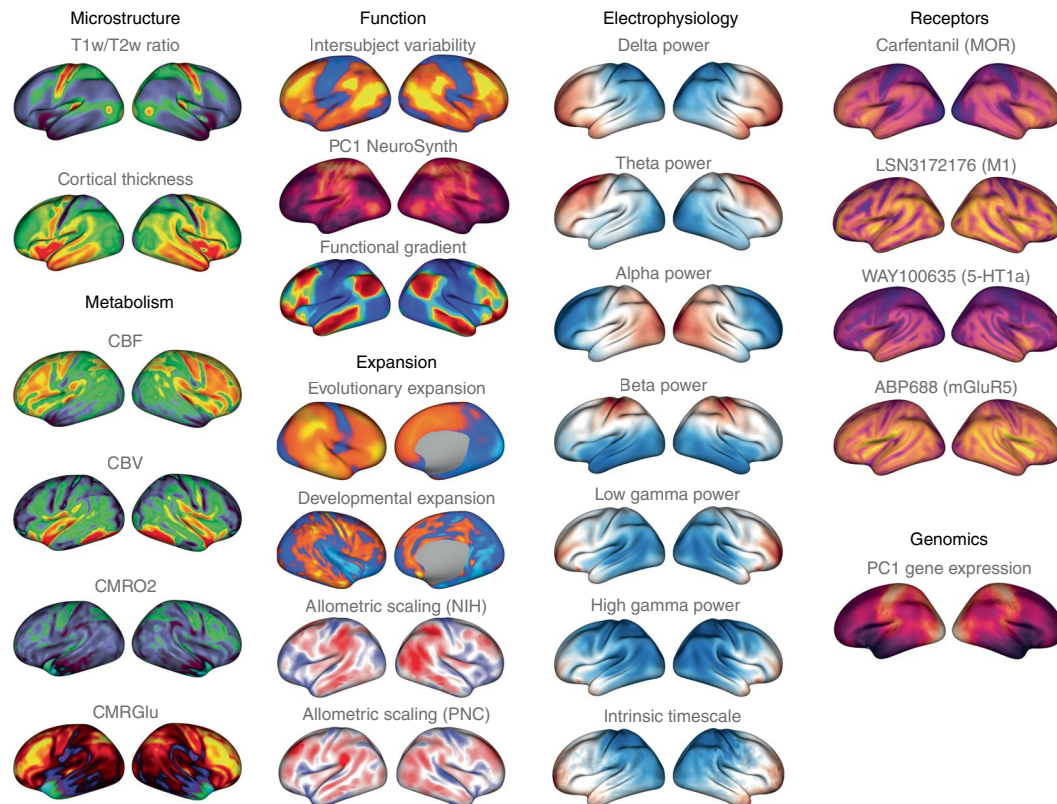 Microstructure
T1w/T2w ratio
Cortical thickness
Metabolism
CBF
CBV
CMRO2
CMRGlu
Function
Intersubject variability
PC1 NeuroSynth
Functional gradient
Expansion
Evolutionary expansion
Developmental expansion
Allometric scaling (NIH)
Allometric scaling (PNC)
Electrophysiology
Delta power
Theta power
Alpha power
Beta power
Low gamma power
High gamma power
Intrinsic timescale
Receptors
Carfentanil (MOR)
LSN3172176 (M1)
WAY100635 (5-HT1a)
ABP688 (mGluR5)
Genomics
PC1 gene expression